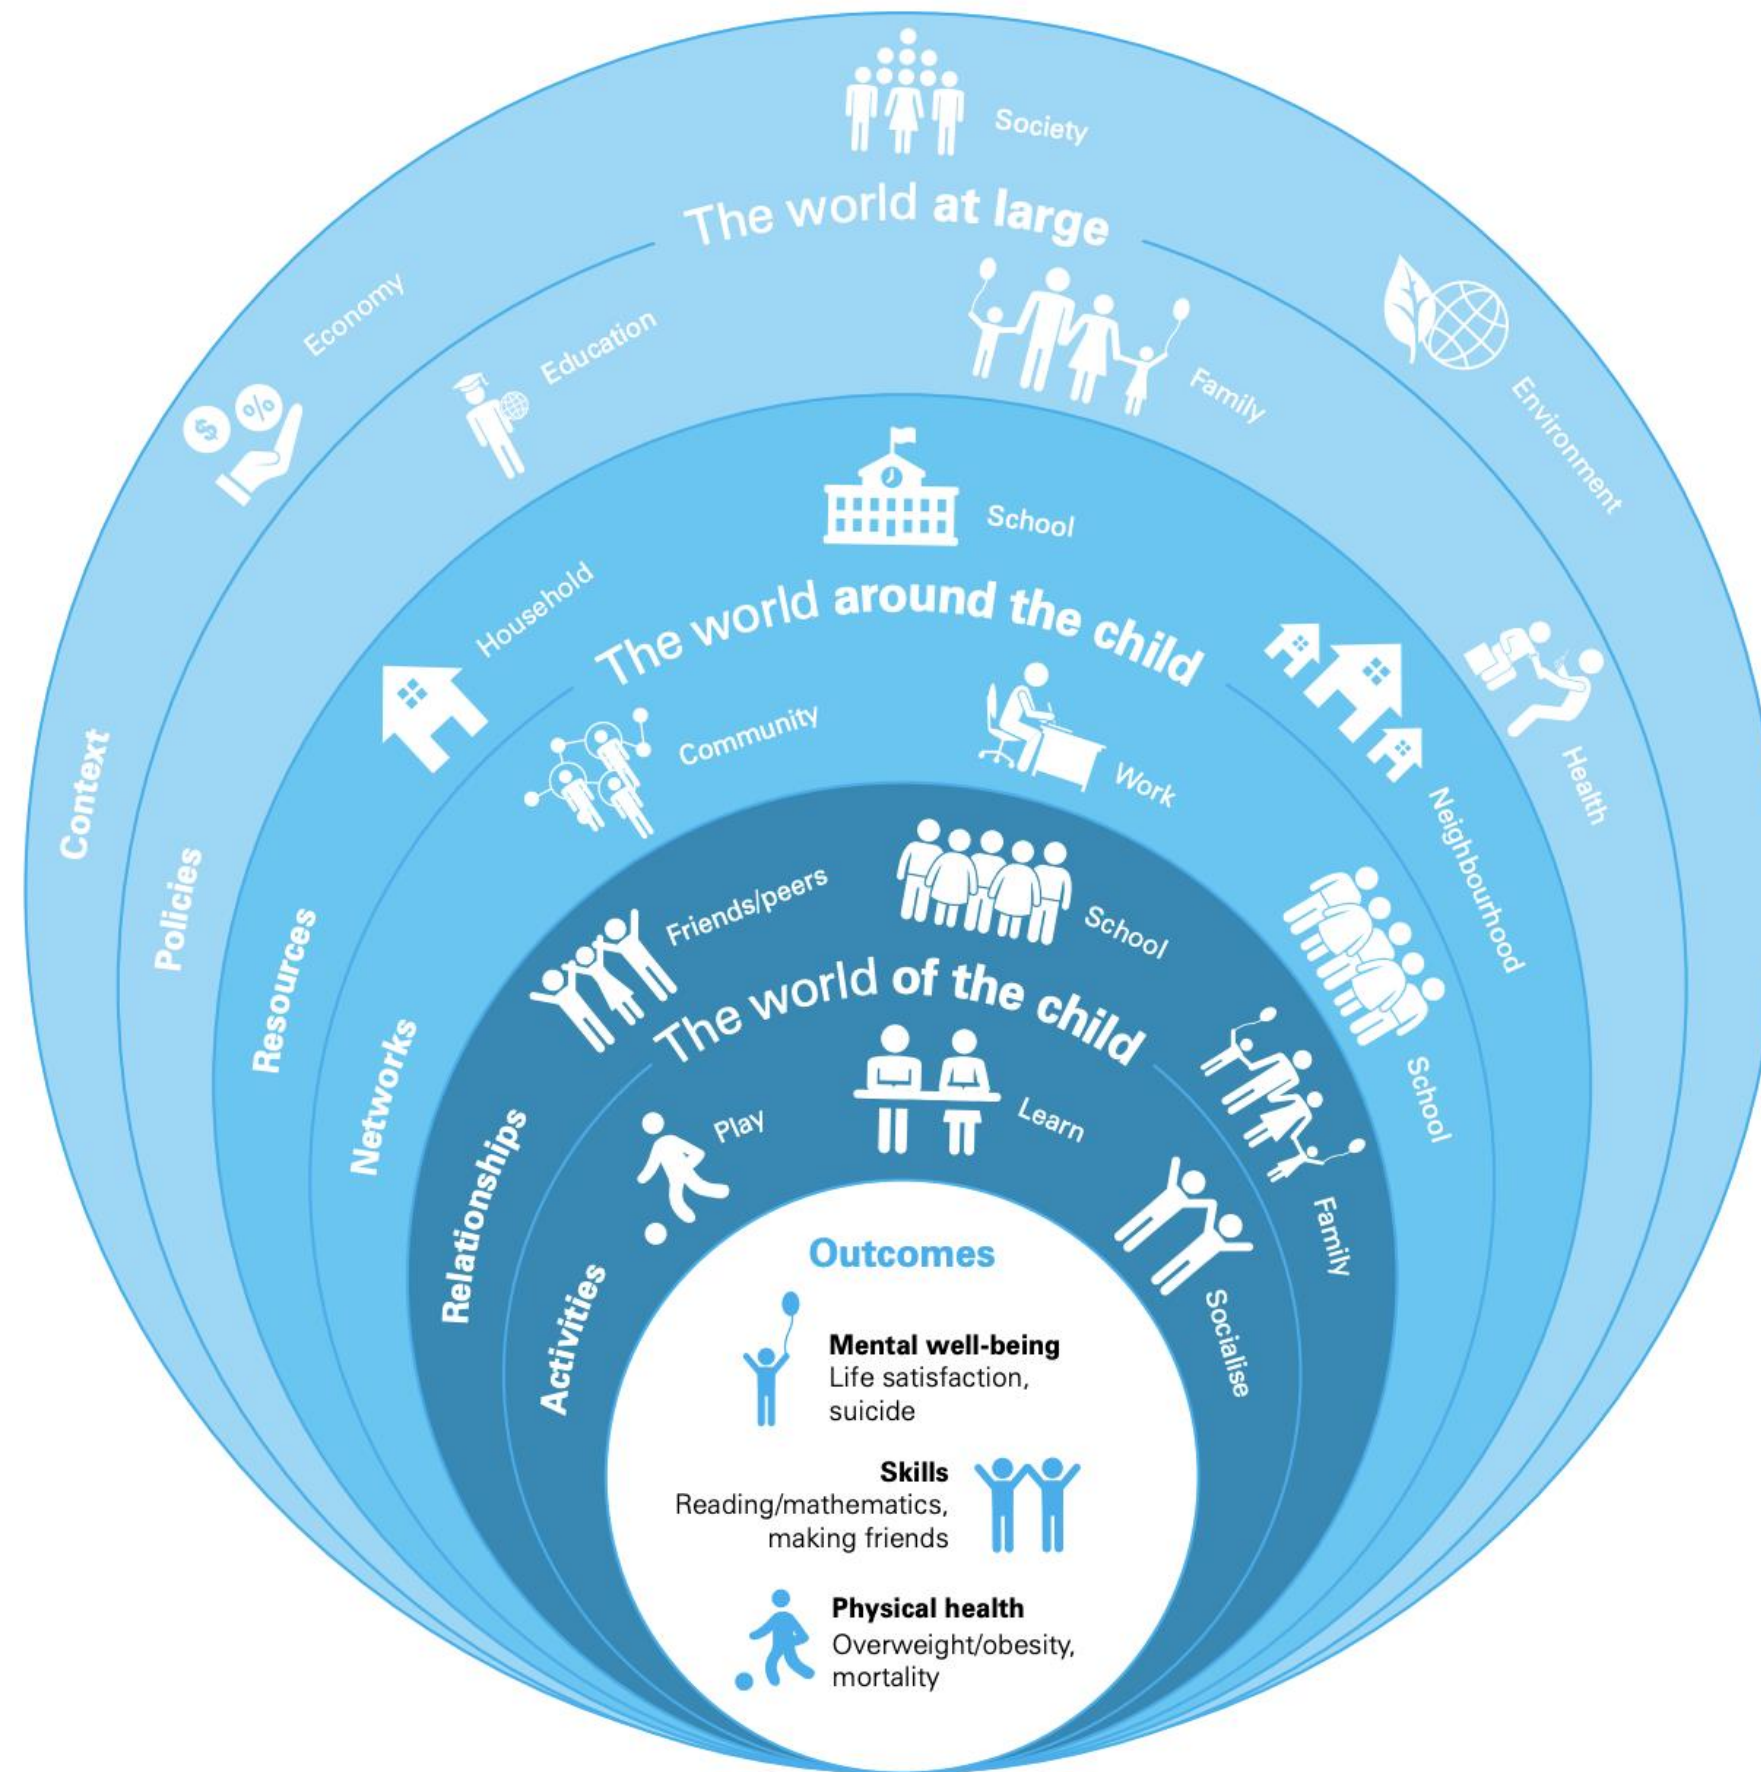 Society
The world at large
Economy
Education
Family
Environment
School
Household
The world around the child
Community
Work
Neighbourhood
Health
Context
Policies
Resources
Networks
Friends/peers
School
School
The world of the child
Play
Learn
Family
Socialise
Relationships
Activities
Outcomes
Mental well-being
Life satisfaction,
suicide
Skills
Reading/mathematics,
making friends
Physical health
Overweight/obesity,
mortality
$
%